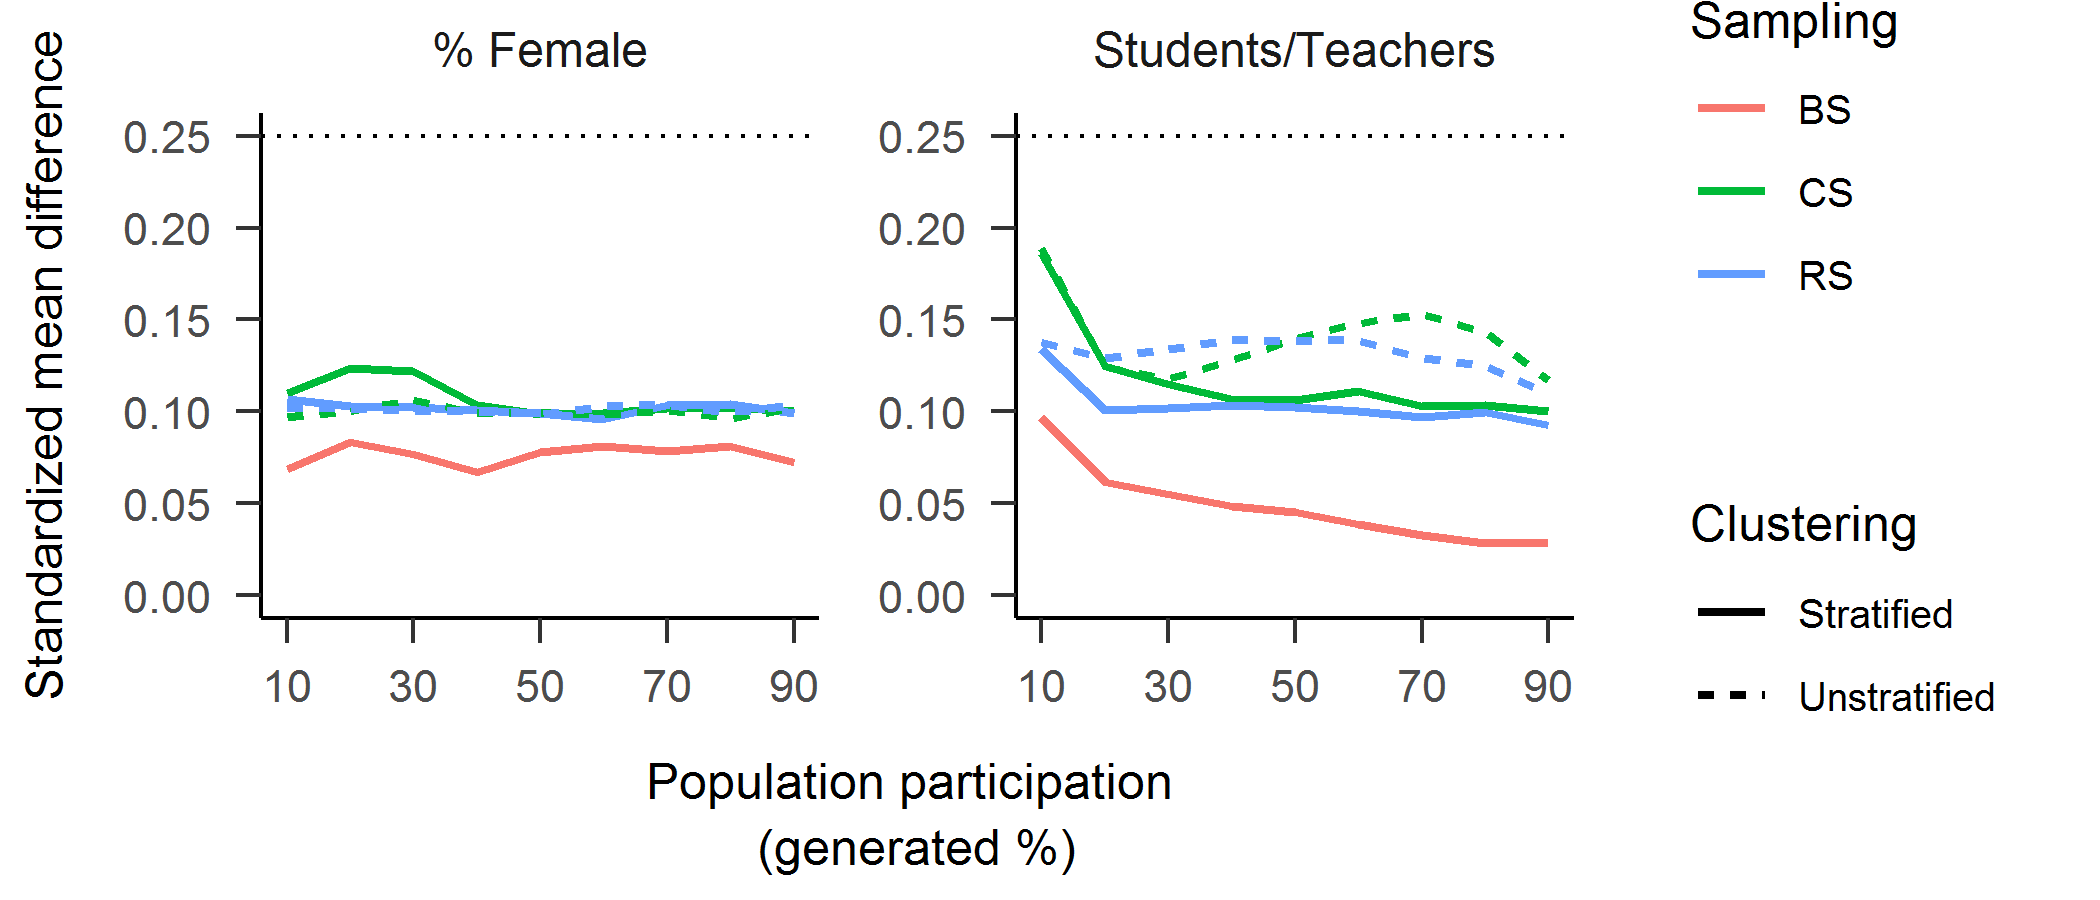 Standardized mean difference
% Female
0.25
0.20
0.15
0.10
0.05
0.00
10 30 50 70 90
Students/Teachers
0.25
0.20
0.15
0.10
0.05
0.00
10 30 50 70 90
Population participation
(generated %)
Sampling
BS
CS
RS
Clustering
Stratified
Unstratified